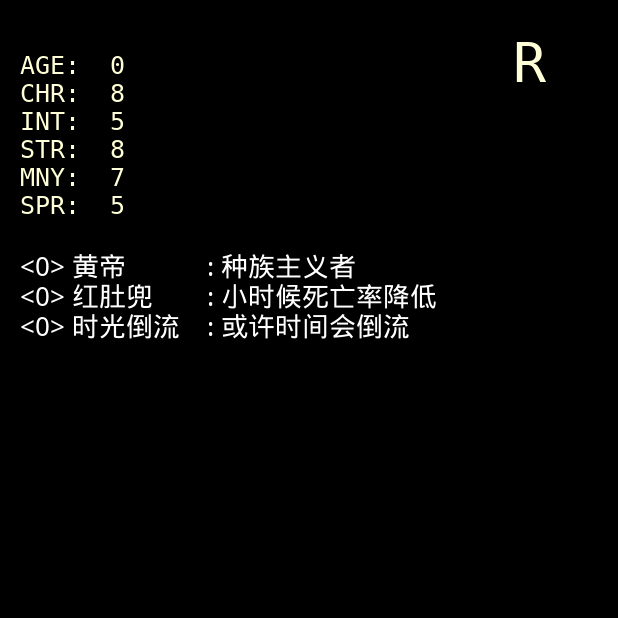 R
AGE: 0
CHR: 8
INT: 5
STR: 8
MNY: 7
SPR: 5
<O> 黄帝 : 种族主义者
<O> 红肚兜 : 小时候死亡率降低
<O> 时光倒流 : 或许时间会倒流